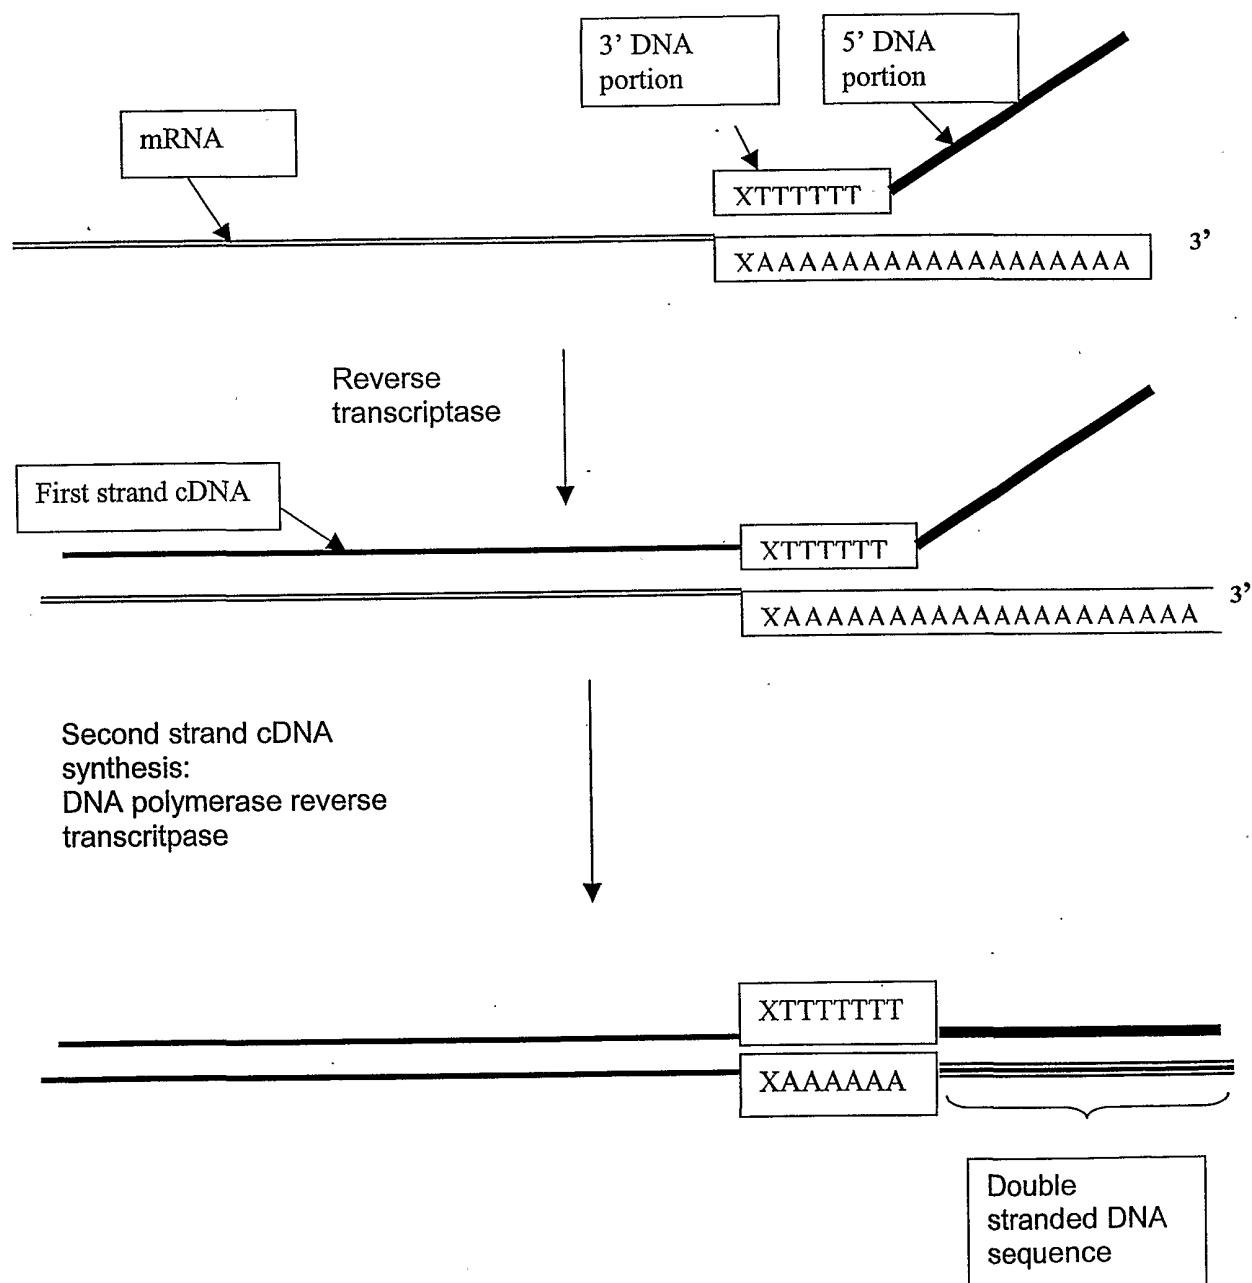 3' DNA
portion
5' DNA
portion
mRNA
XTTTTTT
3'
XAAAAAAAAAAAAAAAAAA
Reverse
transcriptase
First strand cDNA
XTTTTTT
3'
XAAAAAAAAAAAAAAAAAAAA
Second strand cDNA
synthesis:
DNA polymerase reverse
transcritpase
XTTTTTTT
XAAAAAA
Double
stranded DNA
sequence